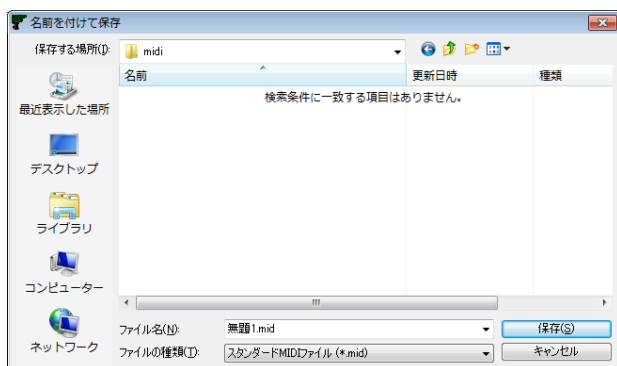 名前を付けて保存
保存する場所(I):
midi
名前
更新日時
種類
検索条件に一致する項目はありません。
最近表示した場所
デスクトップ
ライブラリ
コンピューター
ネットワーク
ファイル名(N):
無題1.mid
保存(S)
ファイルの種類(T):
スタンダードMIDIファイル (*.mid)
キャンセル